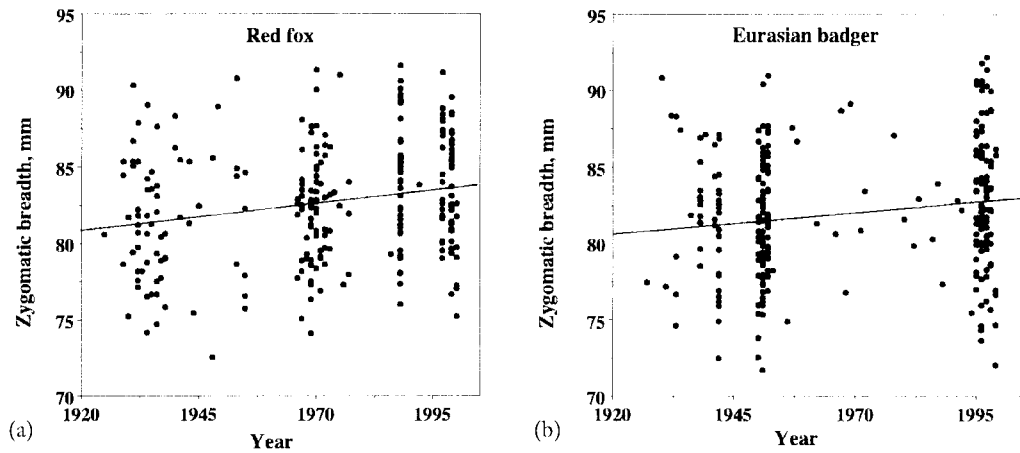 Red fox
Zygomatic breadth, mm
95
90
85
80
75
70
1920
1945
1970
1995
Year
(a)
Eurasian badger
Zygomatic breadth, mm
95
90
85
80
75
70
1920
1945
1970
1995
Year
(b)